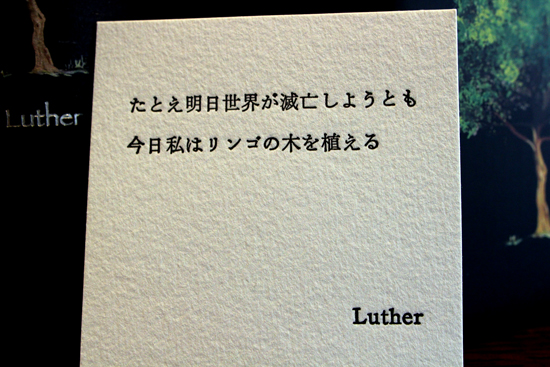 たとえ明日世界が滅亡しようとも
今日私はリンゴの木を植える
Luther
Luther